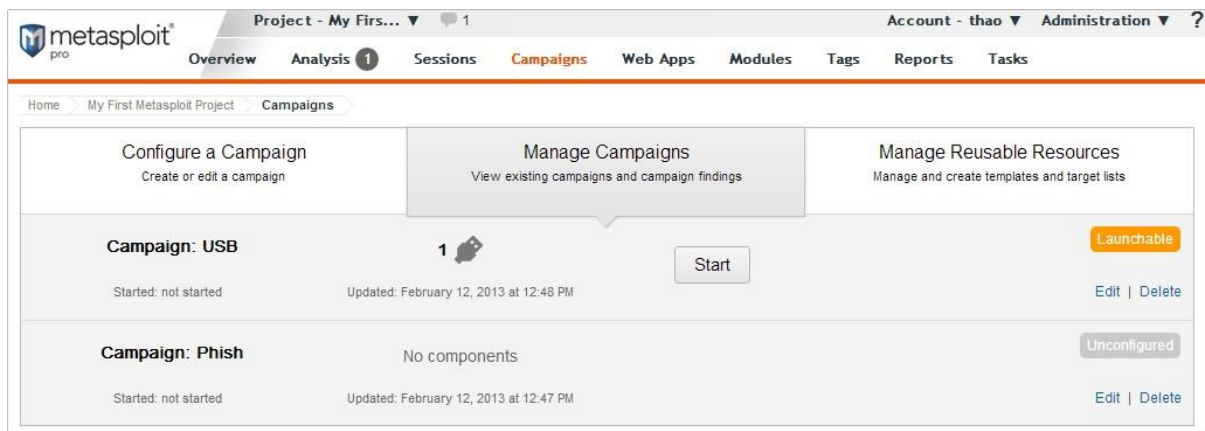 metasploit®
pro
Project - My Firs... ▼ 1
Account - thao ▼ Administration ▼ ?
Overview Analysis 1 Sessions Campaigns Web Apps Modules Tags Reports Tasks
Home My First Metasploit Project Campaigns
Configure a Campaign
Create or edit a campaign
Manage Campaigns
View existing campaigns and campaign findings
Manage Reusable Resources
Manage and create templates and target lists
Campaign: USB 1 Start Launchable
Started: not started Updated: February 12, 2013 at 12:48 PM Edit | Delete
Campaign: Phish No components Unconfigured
Started: not started Updated: February 12, 2013 at 12:47 PM Edit | Delete